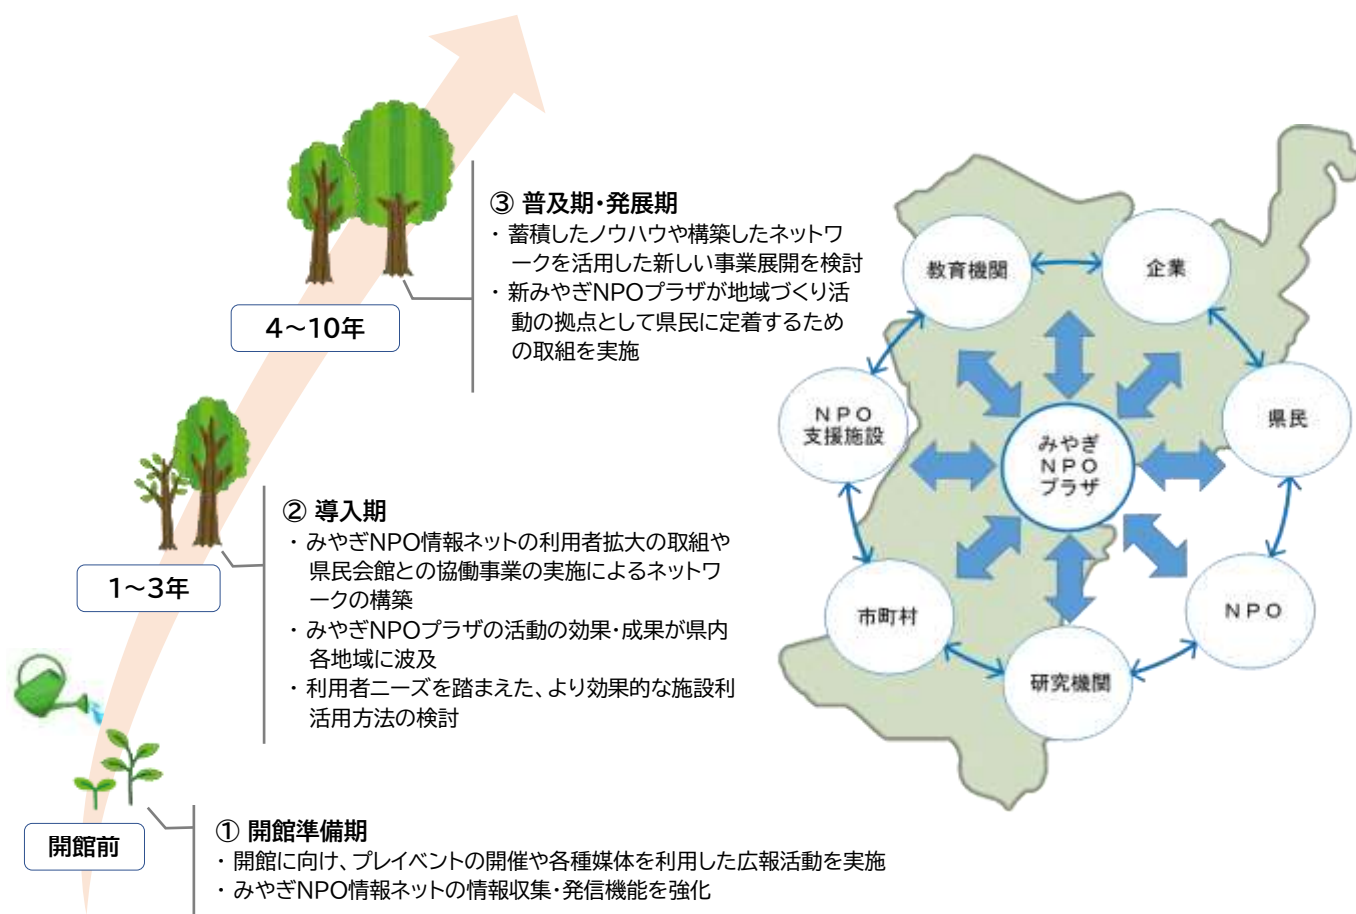 ③ 普及期・発展期
・ 蓄積したノウハウや構築したネットワ
ークを活用した新しい事業展開を検討
・ 新みやぎNPOプラザが地域づくり活
動の拠点として県民に定着するため
の取組を実施
4〜10年
② 導入期
・ みやぎNPO情報ネットの利用者拡大の取組や
県民会館との協働事業の実施によるネットワ
ークの構築
・ みやぎNPOプラザの活動の効果・成果が県内
各地域に波及
・ 利用者ニーズを踏まえた、より効果的な施設利
活用方法の検討
1〜3年
① 開館準備期
・ 開館に向け、プレイベントの開催や各種媒体を利用した広報活動を実施
・ みやぎNPO情報ネットの情報収集・発信機能を強化
開館前
教育機関
企業
ＮＰＯ
支援施設
県民
みやぎ
ＮＰＯ
プラザ
市町村
ＮＰＯ
研究機関